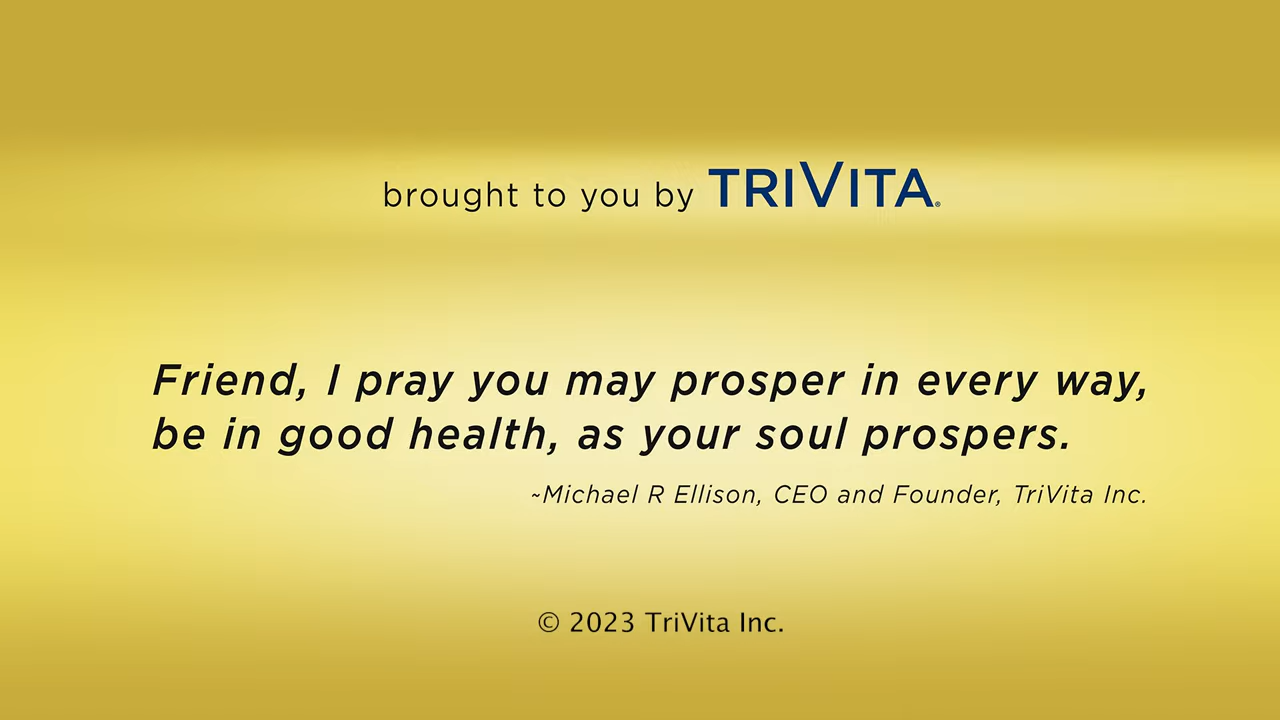 brought to you by TRIVITA®
Friend, I pray you may prosper in every way,
be in good health, as your soul prospers.
~Michael R Ellison, CEO and Founder, TriVita Inc.
© 2023 TriVita Inc.